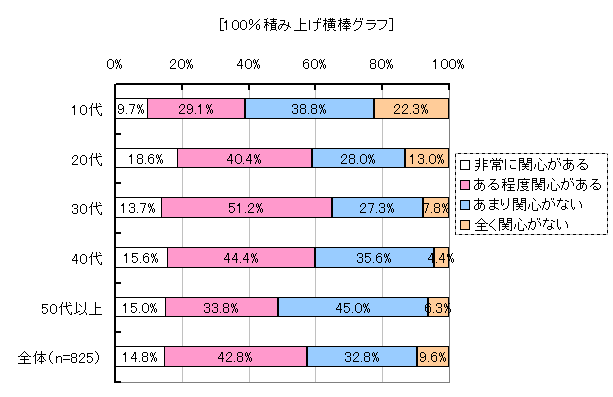 [100%積み上げ横棒グラフ]
0% 20% 40% 60% 80% 100%
10代 9.7% 29.1% 38.8% 22.3%
20代 18.6% 40.4% 28.0% 13.0%
30代 13.7% 51.2% 27.3% 7.8%
40代 15.6% 44.4% 35.6% 4.4%
50代以上 15.0% 33.8% 45.0% 6.3%
全体(n=825) 14.8% 42.8% 32.8% 9.6%
非常に関心がある
ある程度関心がある
あまり関心がない
全く関心がない